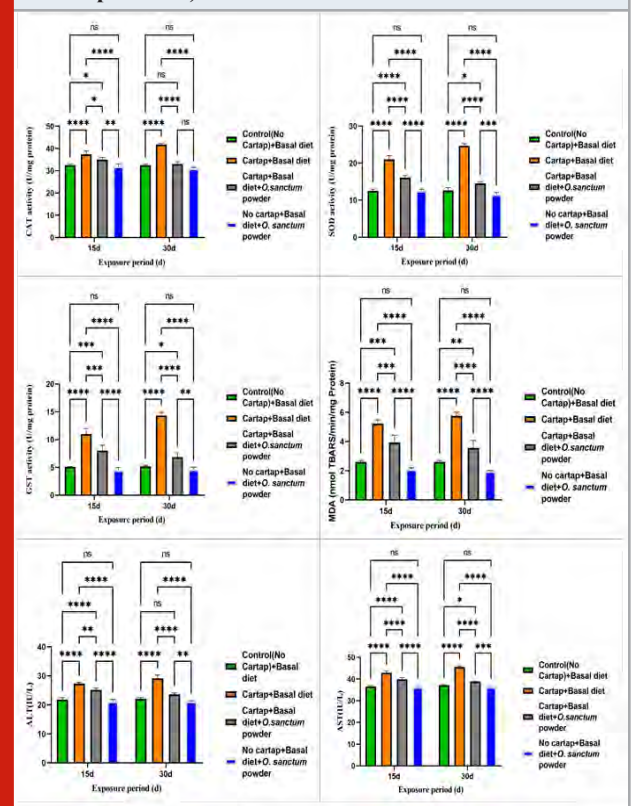 ns
ns
****
****
*
ns
*
**
****
ns
****
****
CAT activity (U/mg protein)
50
40
30
20
10
0
15d
30d
Exposure period (d)
Control(No
Cartap)+Basal diet
Cartap+Basal diet
Cartap+Basal
diet+O.sanctum
powder
No cartap+Basal
diet+O. sanctum
powder
ns
ns
****
****
****
*
****
****
****
****
****
***
SOD activity (U/mg protein)
30
20
10
0
15d
30d
Exposure period (d)
Control(No
Cartap)+Basal diet
Cartap+Basal diet
Cartap+Basal
diet+O.sanctum
powder
No cartap+Basal
diet+O. sanctum
powder
ns
ns
****
****
***
*
***
****
****
****
****
**
GST activity (U/mg protein)
20
15
10
5
0
15d
30d
Exposure period (d)
Control(No
Cartap)+Basal diet
Cartap+Basal diet
Cartap+Basal
diet+O.sanctum
powder
No cartap+Basal
diet+O. sanctum
powder
ns
ns
****
****
***
**
***
****
****
****
****
****
MDA (nmol TBARS/min/mg Protein)
8
6
4
2
0
15d
30d
Exposure period (d)
Control(No
Cartap)+Basal diet
Cartap+Basal diet
Cartap+Basal
diet+O.sanctum
powder
No cartap+Basal
diet+O. sanctum
powder
ns
ns
****
****
****
ns
**
****
****
****
****
**
ALT(IU/L)
40
30
20
10
0
15d
30d
Exposure period (d)
Control(No
Cartap)+Basal
diet
Cartap+Basal diet
Cartap+Basal
diet+O.sanctum
powder
No cartap+Basal
diet+O. sanctum
powder
ns
ns
****
****
****
*
****
****
****
****
****
***
AST(IU/L)
50
40
30
20
10
0
15d
30d
Exposure period (d)
Control(No
Cartap)+Basal diet
Cartap+Basal diet
Cartap+Basal
diet+O.sanctum
powder
No cartap+Basal
diet+O. sanctum
powder